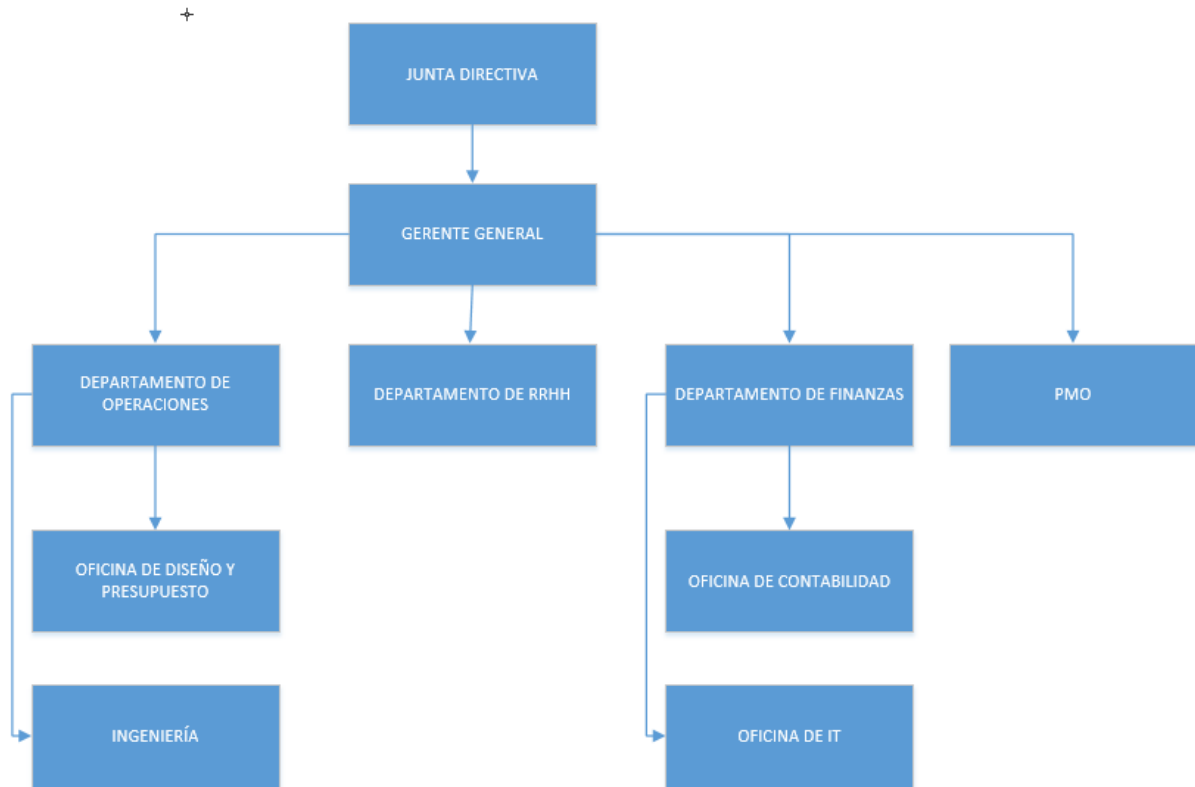 JUNTA DIRECTIVA
GERENTE GENERAL
DEPARTAMENTO DE
OPERACIONES
DEPARTAMENTO DE RRHH
DEPARTAMENTO DE FINANZAS
PMO
OFICINA DE DISEÑO Y
PRESUPUESTO
OFICINA DE CONTABILIDAD
INGENIERÍA
OFICINA DE IT